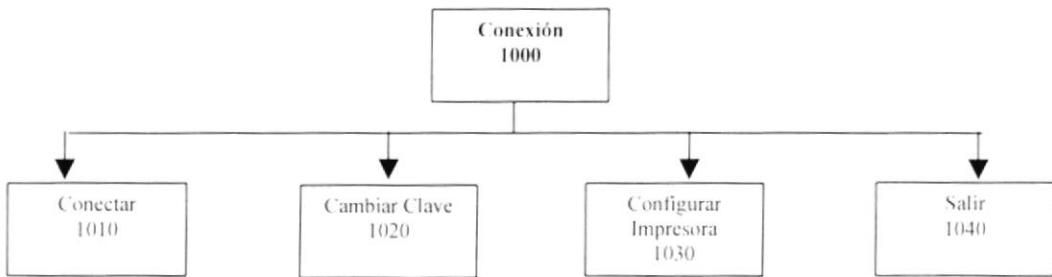 Conexión
1000
Conectar
1010
Cambiar Clave
1020
Configurar
Impresora
1030
Salir
1040